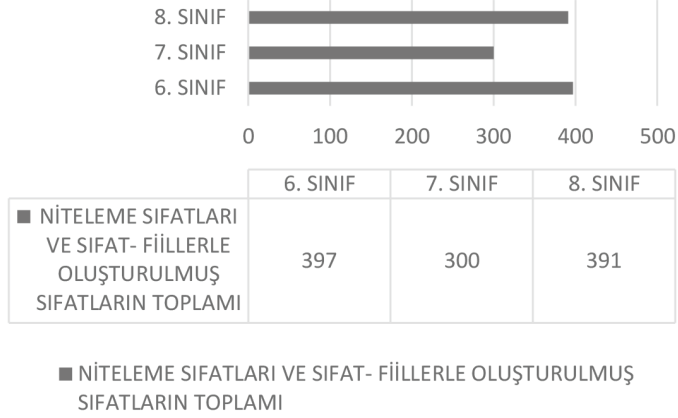 8. SINIF
7. SINIF
6. SINIF
0 100 200 300 400 500
6. SINIF 7. SINIF 8. SINIF
NİTELEME SIFATLARI
VE SIFAT- FİİLLERLE
OLUŞTURULMUŞ
SIFATLARIN TOPLAMI
397 300 391
NİTELEME SIFATLARI VE SIFAT- FİİLLERLE OLUŞTURULMUŞ
SIFATLARIN TOPLAMI